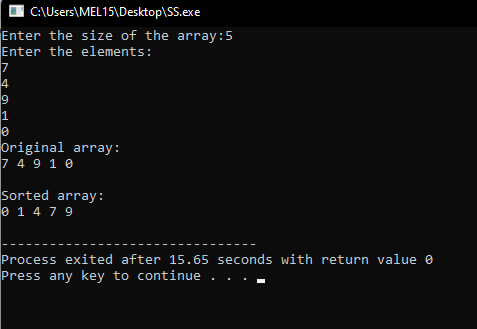 C:\Users\MEL15\Desktop\SS.exe
Enter the size of the array:5
Enter the elements:
7
4
9
1
0
Original array:
7 4 9 1 0
Sorted array:
0 1 4 7 9
--------------------------------
Process exited after 15.65 seconds with return value 0
Press any key to continue . . .